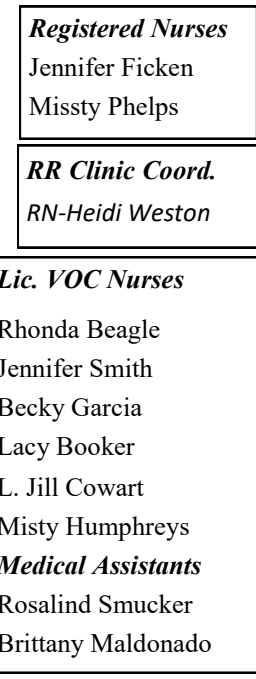 Registered Nurses
Jennifer Ficken
Missty Phelps
RR Clinic Coord.
RN-Heidi Weston
Lic. VOC Nurses
Rhonda Beagle
Jennifer Smith
Becky Garcia
Lacy Booker
L. Jill Cowart
Misty Humphreys
Medical Assistants
Rosalind Smucker
Brittany Maldonado